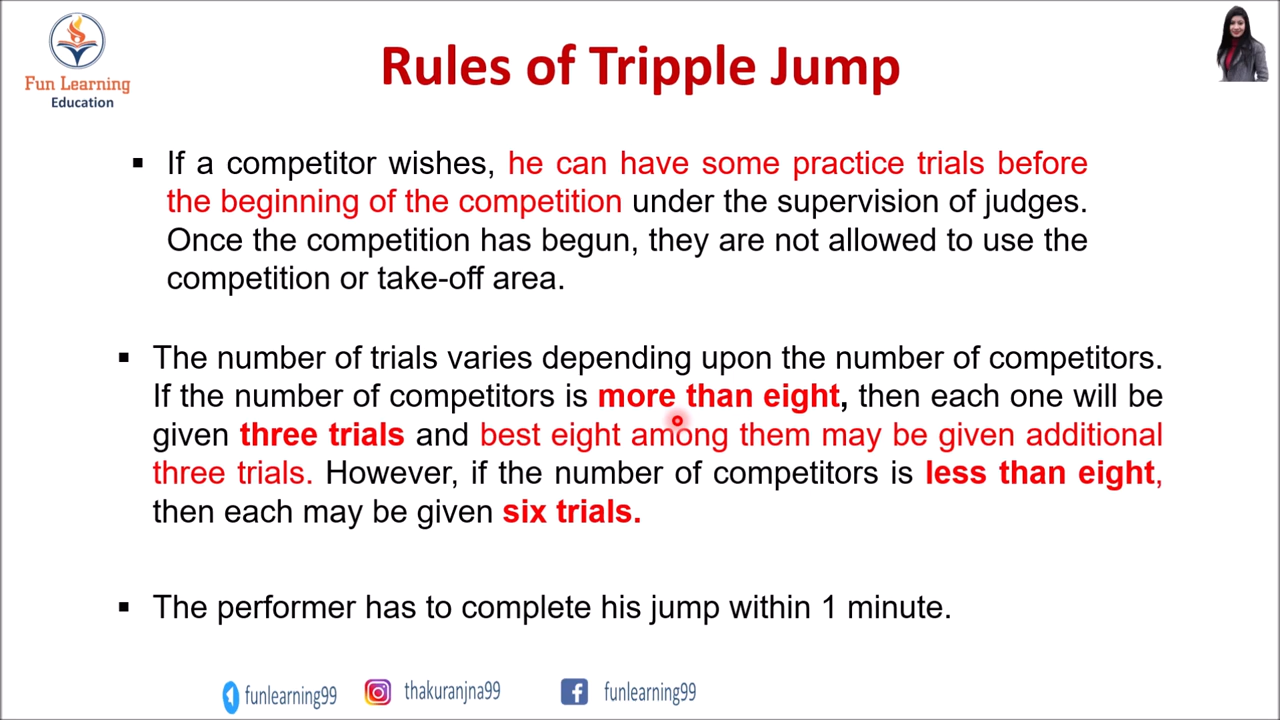 Fun Learning
Education
Rules of Tripple Jump
▪ If a competitor wishes, he can have some practice trials before
the beginning of the competition under the supervision of judges.
Once the competition has begun, they are not allowed to use the
competition or take-off area.
▪ The number of trials varies depending upon the number of competitors.
If the number of competitors is more than eight, then each one will be
given three trials and best eight among them may be given additional
three trials. However, if the number of competitors is less than eight,
then each may be given six trials.
▪ The performer has to complete his jump within 1 minute.
funlearning99 thakuranjna99 funlearning99